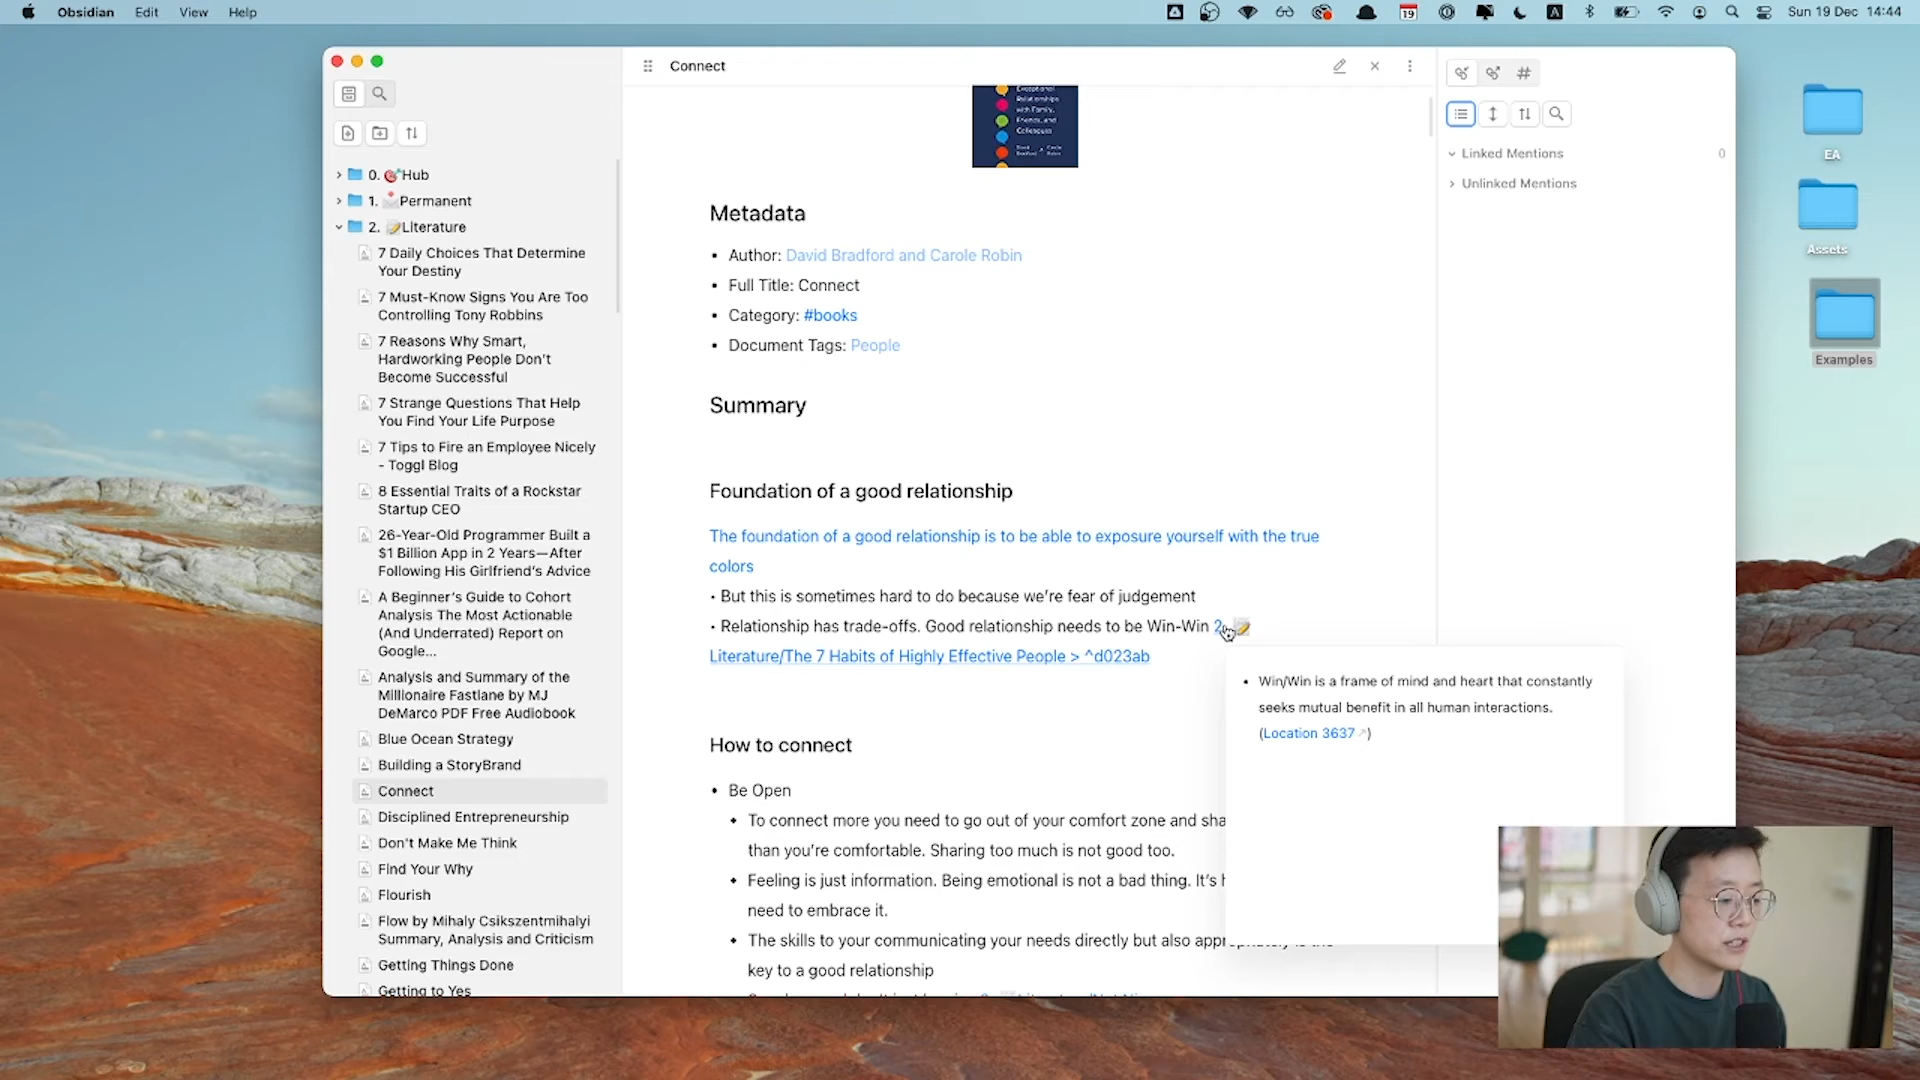 Obsidian Edit View Help
19
A
Sun 19 Dec 14:44
Connect
0. 🎯Hub
1. 📩Permanent
2. 📝Literature
7 Daily Choices That Determine
Your Destiny
7 Must-Know Signs You Are Too
Controlling Tony Robbins
7 Reasons Why Smart,
Hardworking People Don't
Become Successful
7 Strange Questions That Help
You Find Your Life Purpose
7 Tips to Fire an Employee Nicely
- Toggl Blog
8 Essential Traits of a Rockstar
Startup CEO
26-Year-Old Programmer Built a
$1 Billion App in 2 Years—After
Following His Girlfriend's Advice
A Beginner's Guide to Cohort
Analysis The Most Actionable
(And Underrated) Report on
Google...
Analysis and Summary of the
Millionaire Fastlane by MJ
DeMarco PDF Free Audiobook
Blue Ocean Strategy
Building a StoryBrand
Connect
Disciplined Entrepreneurship
Don't Make Me Think
Find Your Why
Flourish
Flow by Mihaly Csikszentmihalyi
Summary, Analysis and Criticism
Getting Things Done
Getting to Yes
Exceptional
Relationships
with Family,
Friends, and
Colleagues
Metadata
• Author: David Bradford and Carole Robin
• Full Title: Connect
• Category: #books
• Document Tags: People
Summary
Foundation of a good relationship
The foundation of a good relationship is to be able to exposure yourself with the true
colors
• But this is sometimes hard to do because we're fear of judgement
• Relationship has trade-offs. Good relationship needs to be Win-Win 2. 📝
Literature/The 7 Habits of Highly Effective People > ^d023ab
How to connect
• Be Open
To connect more you need to go out of your comfort zone and sha
than you're comfortable. Sharing too much is not good too.
Feeling is just information. Being emotional is not a bad thing. It's h
need to embrace it.
The skills to your communicating your needs directly but also
key to a good relationship
• Win/Win is a frame of mind and heart that constantly
seeks mutual benefit in all human interactions.
(Location 3637)
Linked Mentions 0
Unlinked Mentions
EA
Assets
Examples